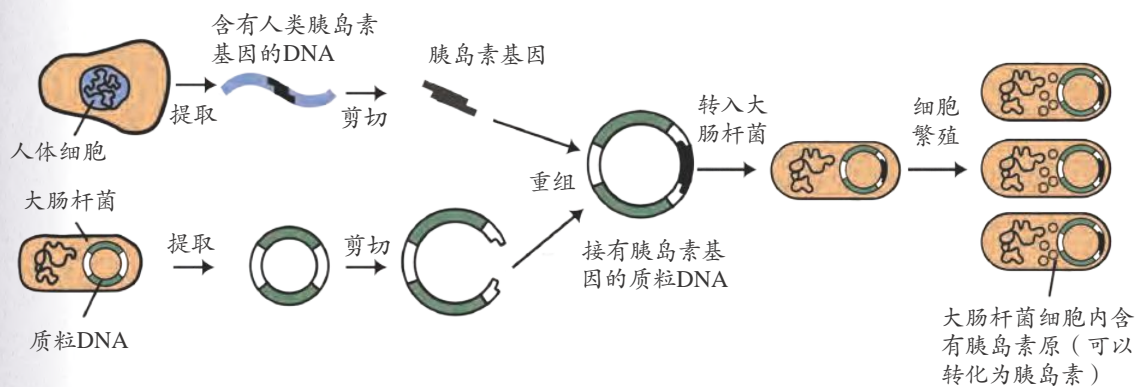 含有人类胰岛素
基因的DNA
胰岛素基因
提取
剪切
人体细胞
转入大
肠杆菌
细胞
繁殖
重组
大肠杆菌
提取
剪切
接有胰岛素基
因的质粒DNA
质粒DNA
大肠杆菌细胞内含
有胰岛素原（可以
转化为胰岛素）